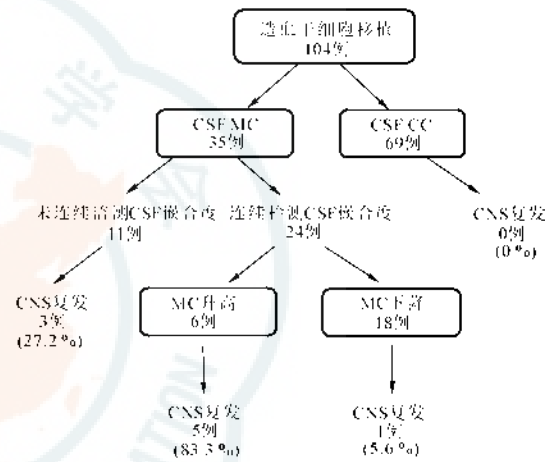 造血干细胞移植
104例
CSF MC
35例
CSF CC
69例
未连续监测CSF嵌合度
11例
连续检测CSF嵌合度
24例
CNS复发
0例
(0%)
CNS复发
3例
(27.2%)
MC升高
6例
MC下降
18例
CNS复发
5例
(83.3%)
CNS复发
1例
(5.6%)